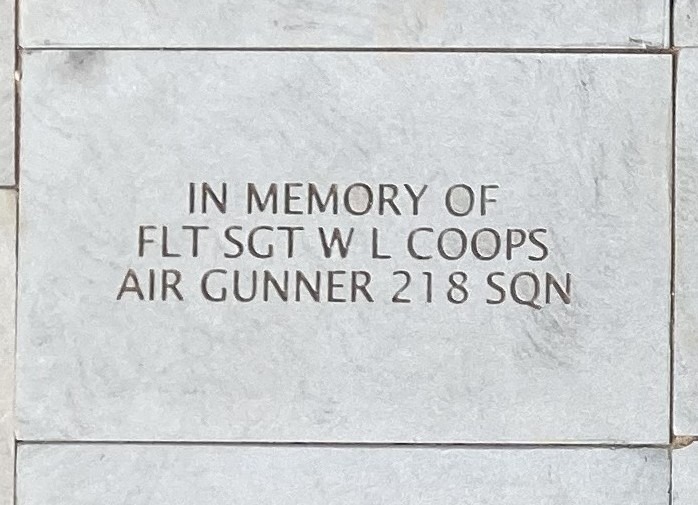 IN MEMORY OF
FLT SGT W L COOPS
AIR GUNNER 218 SQN